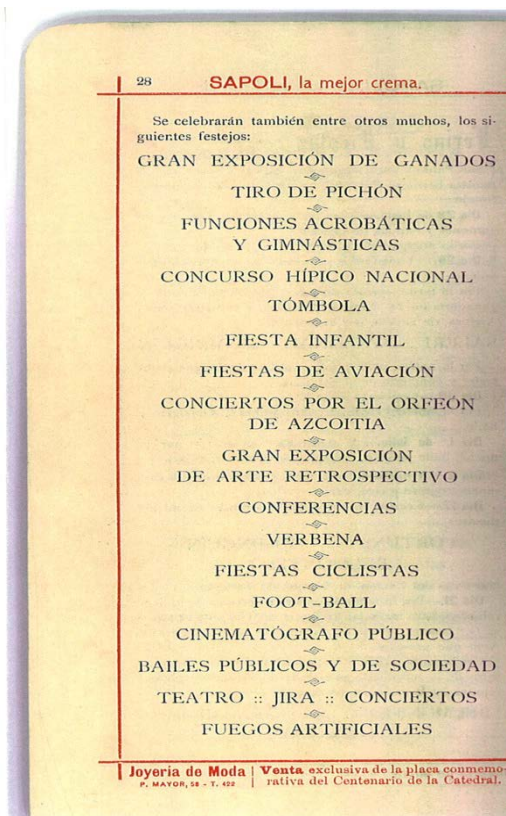 28 SAPOLI, la mejor crema.
Se celebrarán también entre otros muchos, los si-
guientes festejos:
GRAN EXPOSICIÓN DE GANADOS
TIRO DE PICHÓN
FUNCIONES ACROBÁTICAS
Y GIMNÁSTICAS
CONCURSO HÍPICO NACIONAL
TÓMBOLA
FIESTA INFANTIL
FIESTAS DE AVIACIÓN
CONCIERTOS POR EL ORFEÓN
DE AZCOITIA
GRAN EXPOSICIÓN
DE ARTE RETROSPECTIVO
CONFERENCIAS
VERBENA
FIESTAS CICLISTAS
FOOT-BALL
CINEMATÓGRAFO PÚBLICO
BAILES PÚBLICOS Y DE SOCIEDAD
TEATRO :: JIRA :: CONCIERTOS
FUEGOS ARTIFICIALES
Joyería de Moda | Venta exclusiva de la placa conmemo-
P. MAYOR, 58 - T. 422 | rativa del Centenario de la Catedral.